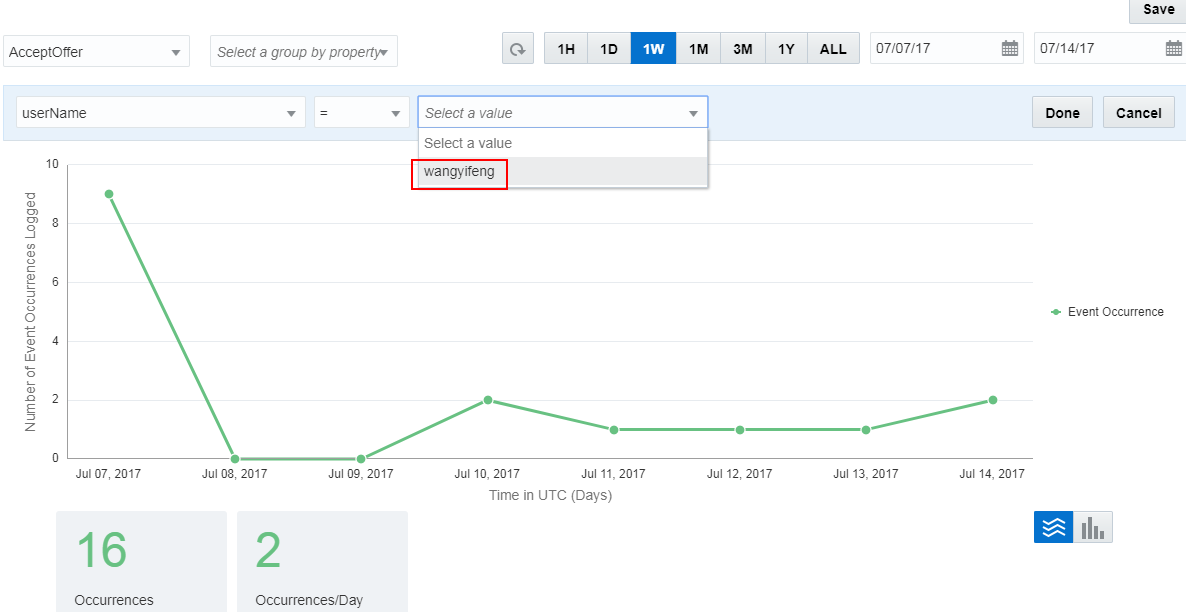 Save
AcceptOffer
Select a group by property
1H 1D 1W 1M 3M 1Y ALL
07/07/17
07/14/17
userName
=
Select a value
Done
Cancel
Select a value
wangyifeng
Number of Event Occurrences Logged
10
8
6
4
2
0
Event Occurrence
Jul 07, 2017 Jul 08, 2017 Jul 09, 2017 Jul 10, 2017 Jul 11, 2017 Jul 12, 2017 Jul 13, 2017 Jul 14, 2017
Time in UTC (Days)
16
Occurrences
2
Occurrences/Day